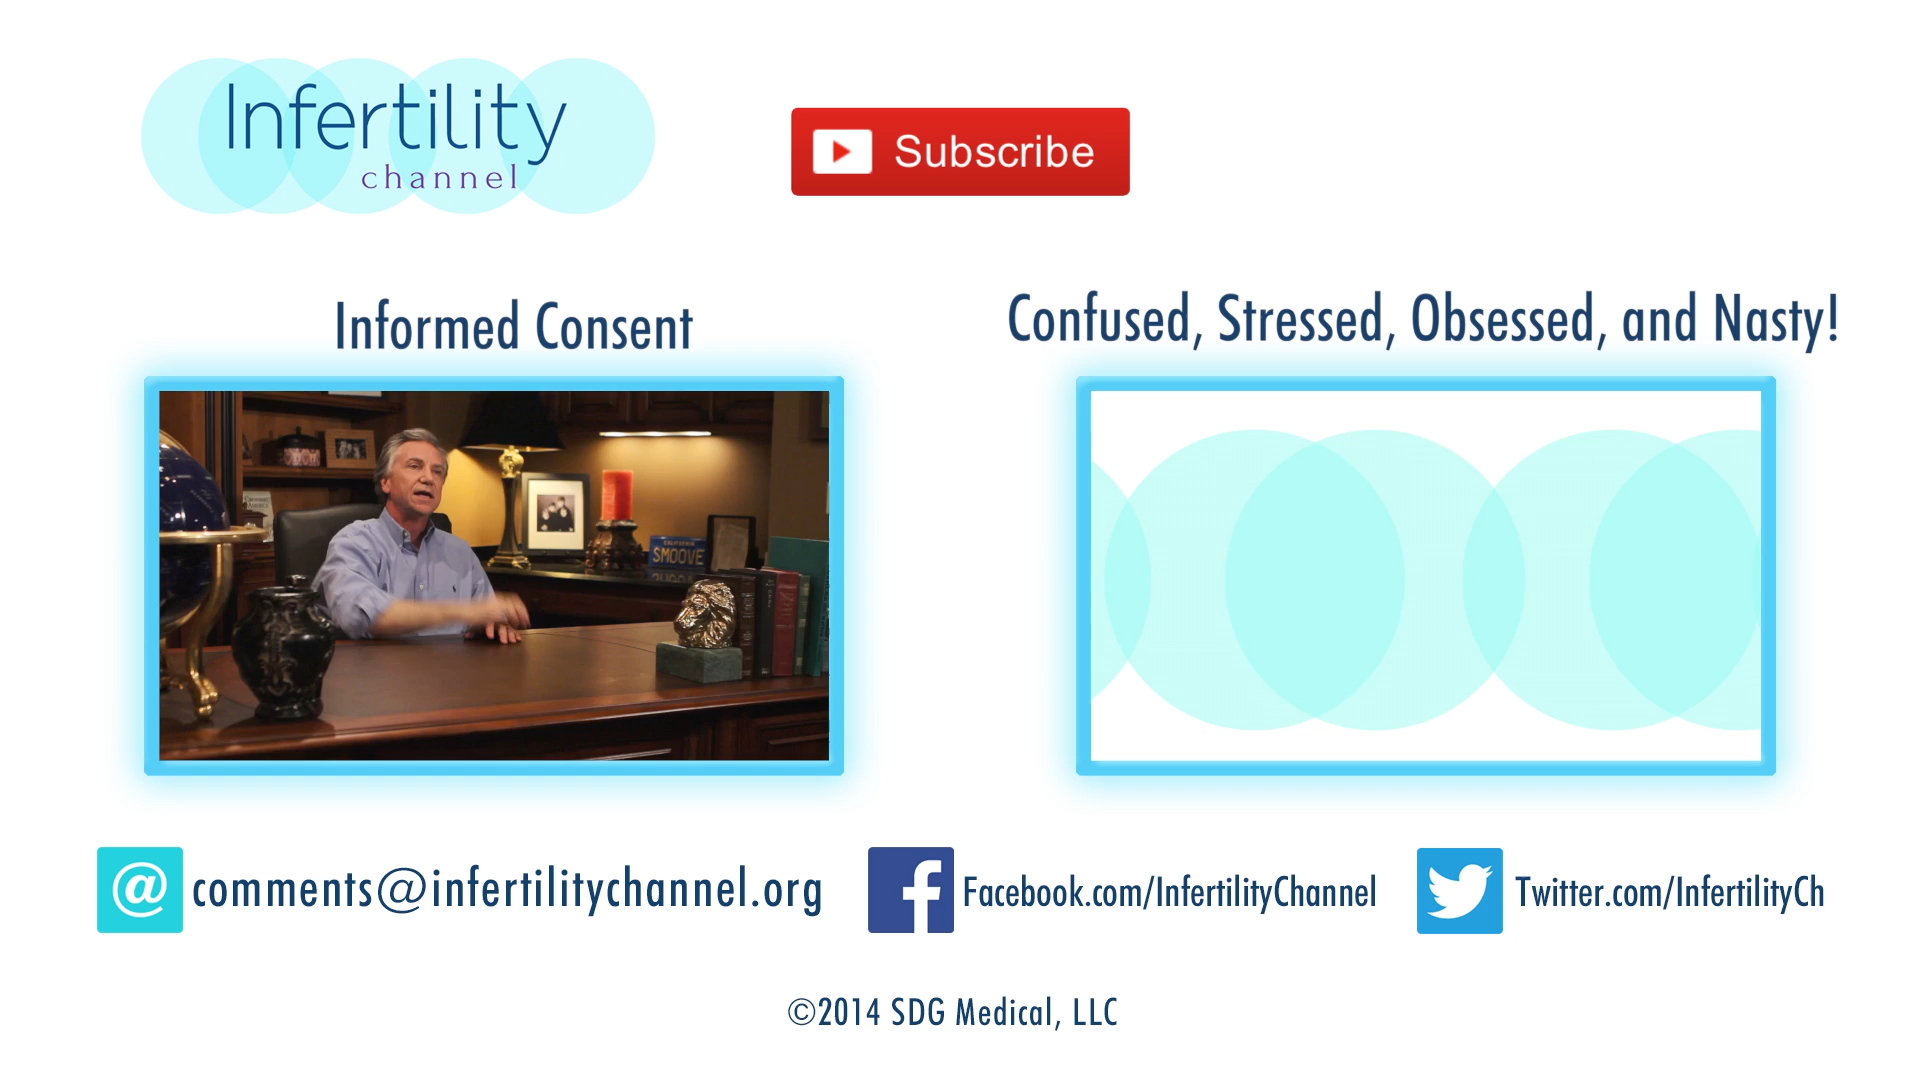 Infertility
channel
Subscribe
Informed Consent
Confused, Stressed, Obsessed, and Nasty!
CALIFORNIA
SMOOVE
@ comments@infertilitychannel.org
f Facebook.com/InfertilityChannel
Twitter.com/InfertilityCh
©2014 SDG Medical, LLC